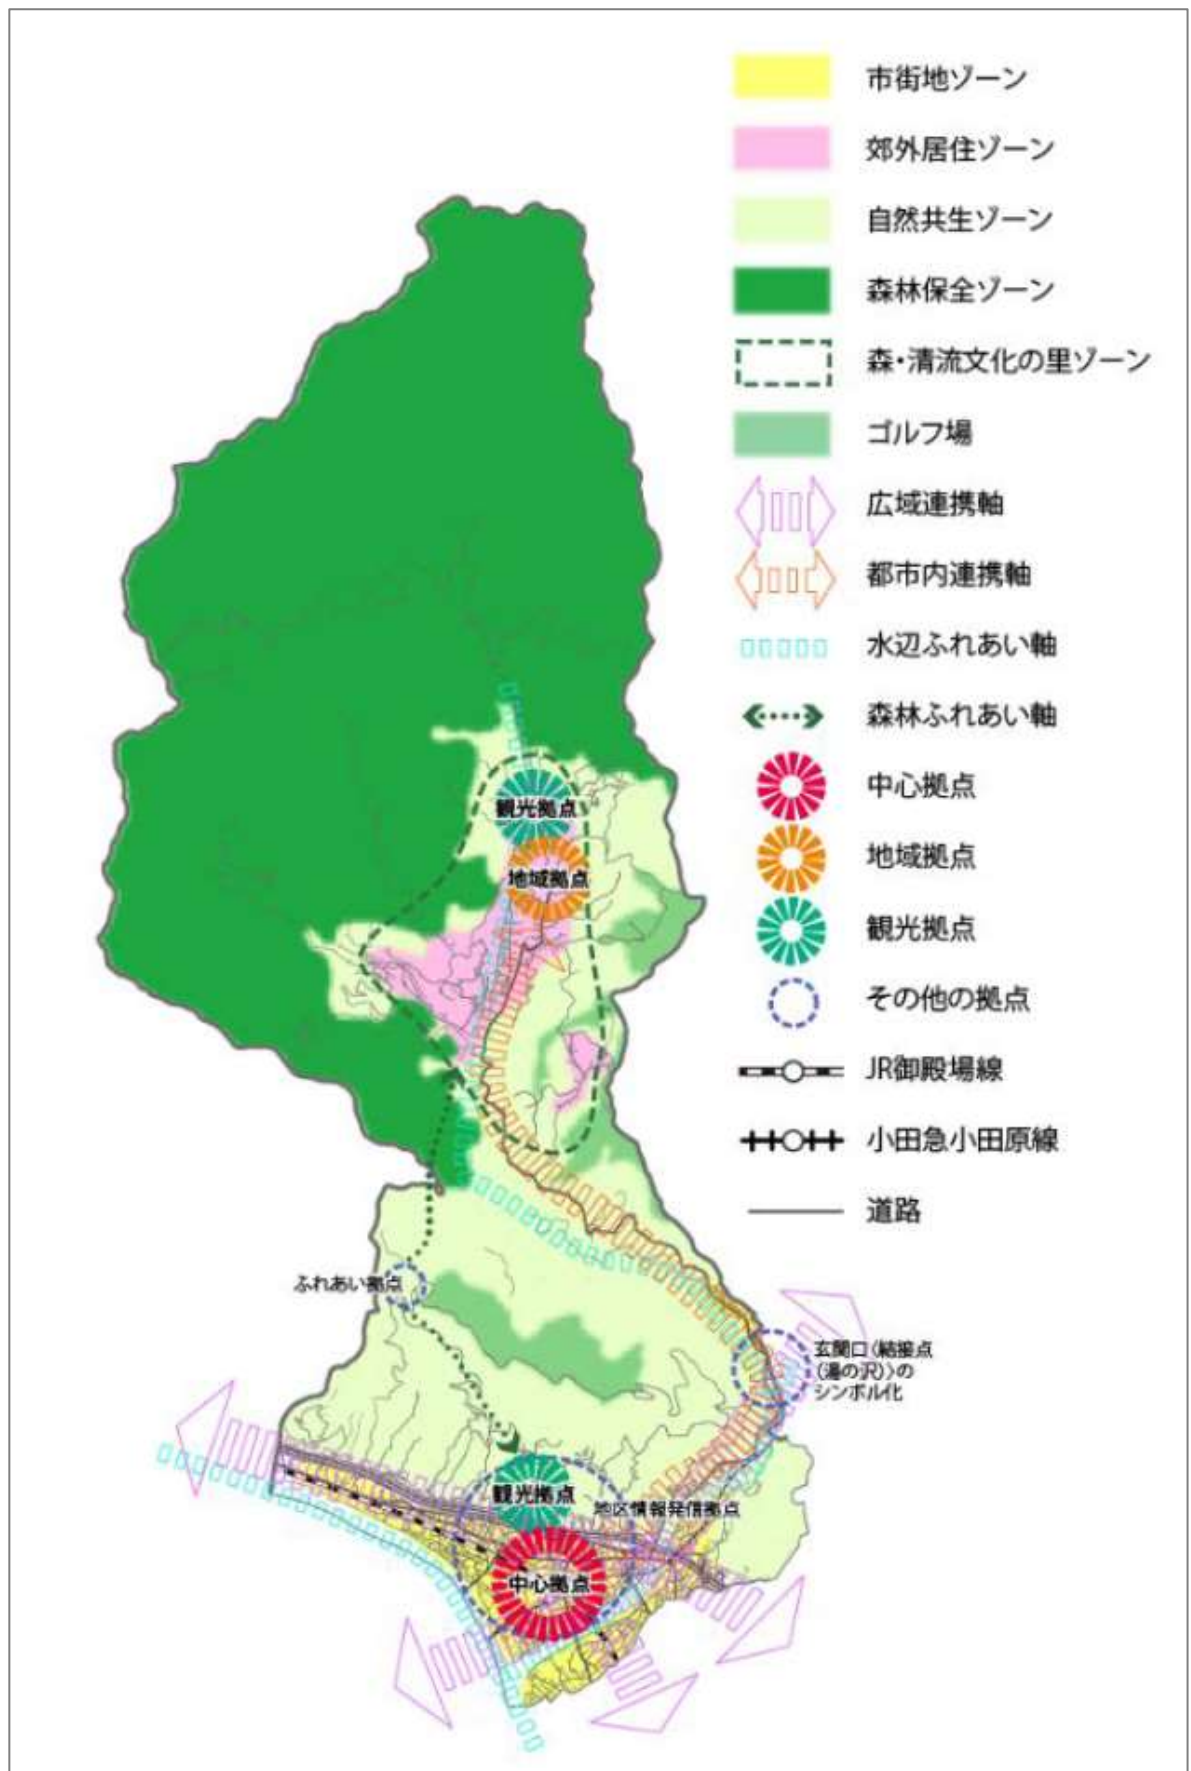 市街地ゾーン
郊外居住ゾーン
自然共生ゾーン
森林保全ゾーン
森・清流文化の里ゾーン
ゴルフ場
広域連携軸
都市内連携軸
水辺ふれあい軸
森林ふれあい軸
中心拠点
地域拠点
観光拠点
その他の拠点
JR御殿場線
小田急小田原線
道路
観光拠点
地域拠点
ふれあい拠点
玄関口〈結接点
(湯の沢)〉の
シンボル化
観光拠点
地区情報発信拠点
中心拠点